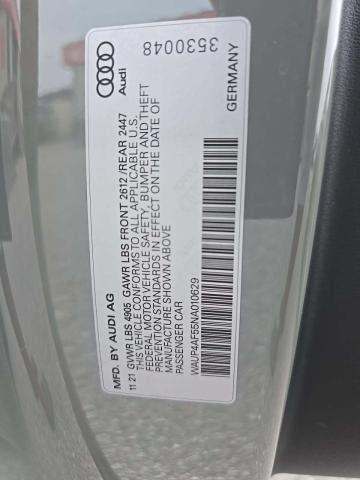 Audi
3530048
MFD. BY AUDI AG
11 21 GVWR LBS 4905 GAWR LBS FRONT 2612 /REAR 2447
THIS VEHICLE CONFORMS TO ALL APPLICABLE U.S.
FEDERAL MOTOR VEHICLE SAFETY, BUMPER AND THEFT
PREVENTION STANDARDS IN EFFECT ON THE DATE OF
MANUFACTURE SHOWN ABOVE
PASSENGER CAR
WAUP4AF55NA010629
GERMANY